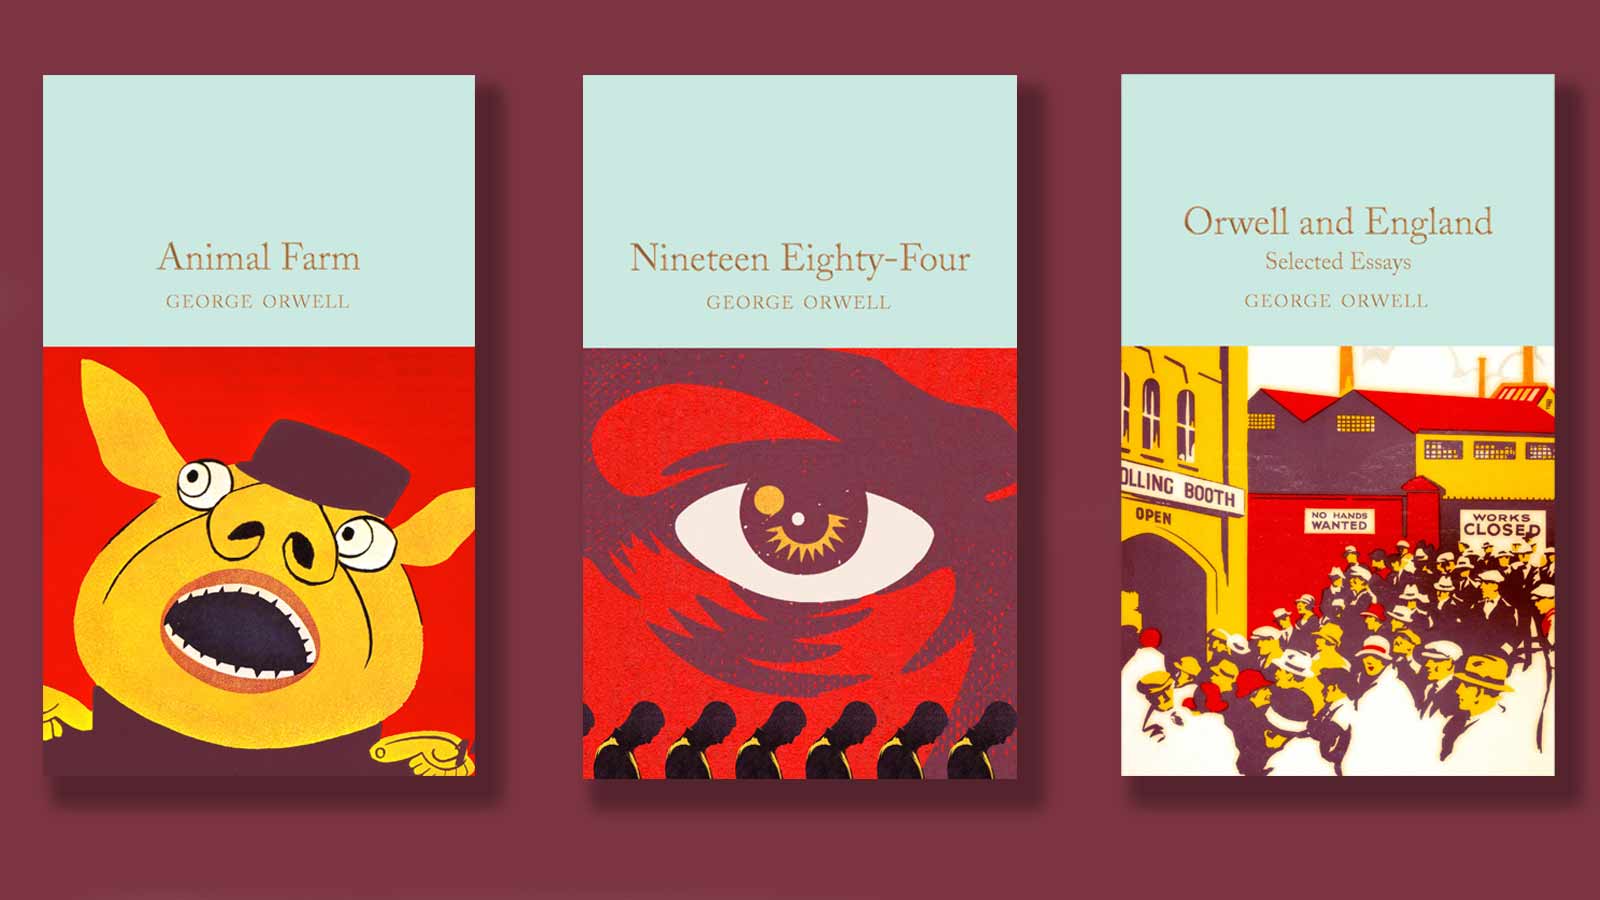 Animal Farm
GEORGE ORWELL
Nineteen Eighty-Four
GEORGE ORWELL
Orwell and England
Selected Essays
GEORGE ORWELL
OLLING BOOTH
OPEN
NO HANDS
WANTED
WORKS
CLOSED